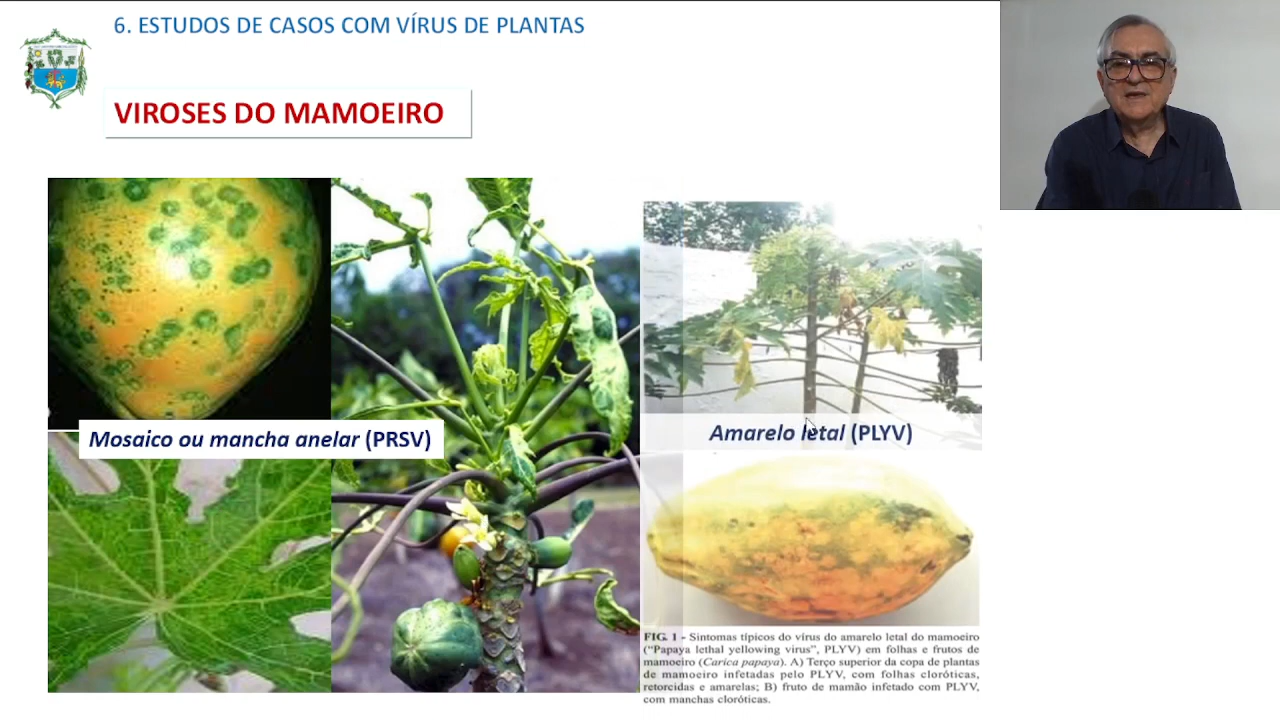 6. ESTUDOS DE CASOS COM VÍRUS DE PLANTAS
VIROSES DO MAMOEIRO
Mosaico ou mancha anelar (PRSV)
Amarelo letal (PLYV)
FIG. 1 - Sintomas típicos do vírus do amarelo letal do mamoeiro
("Papaya lethal yellowing virus", PLYV) em folhas e frutos de
mamoeiro (Carica papaya). A) Terço superior da copa de plantas
de mamoeiro infetadas pelo PLYV, com folhas cloróticas,
retorcidas e amarelas; B) fruto de mamão infetado com PLYV,
com manchas cloróticas.